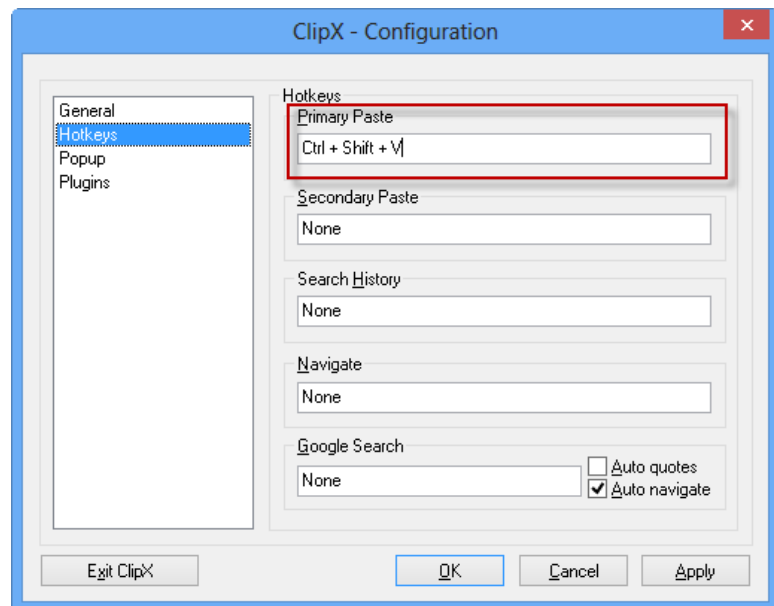 ClipX - Configuration
General
Hotkeys
Popup
Plugins
Hotkeys
Primary Paste
Ctrl + Shift + V
Secondary Paste
None
Search History
None
Navigate
None
Google Search
None
Auto quotes
Auto navigate
Exit ClipX
OK
Cancel
Apply